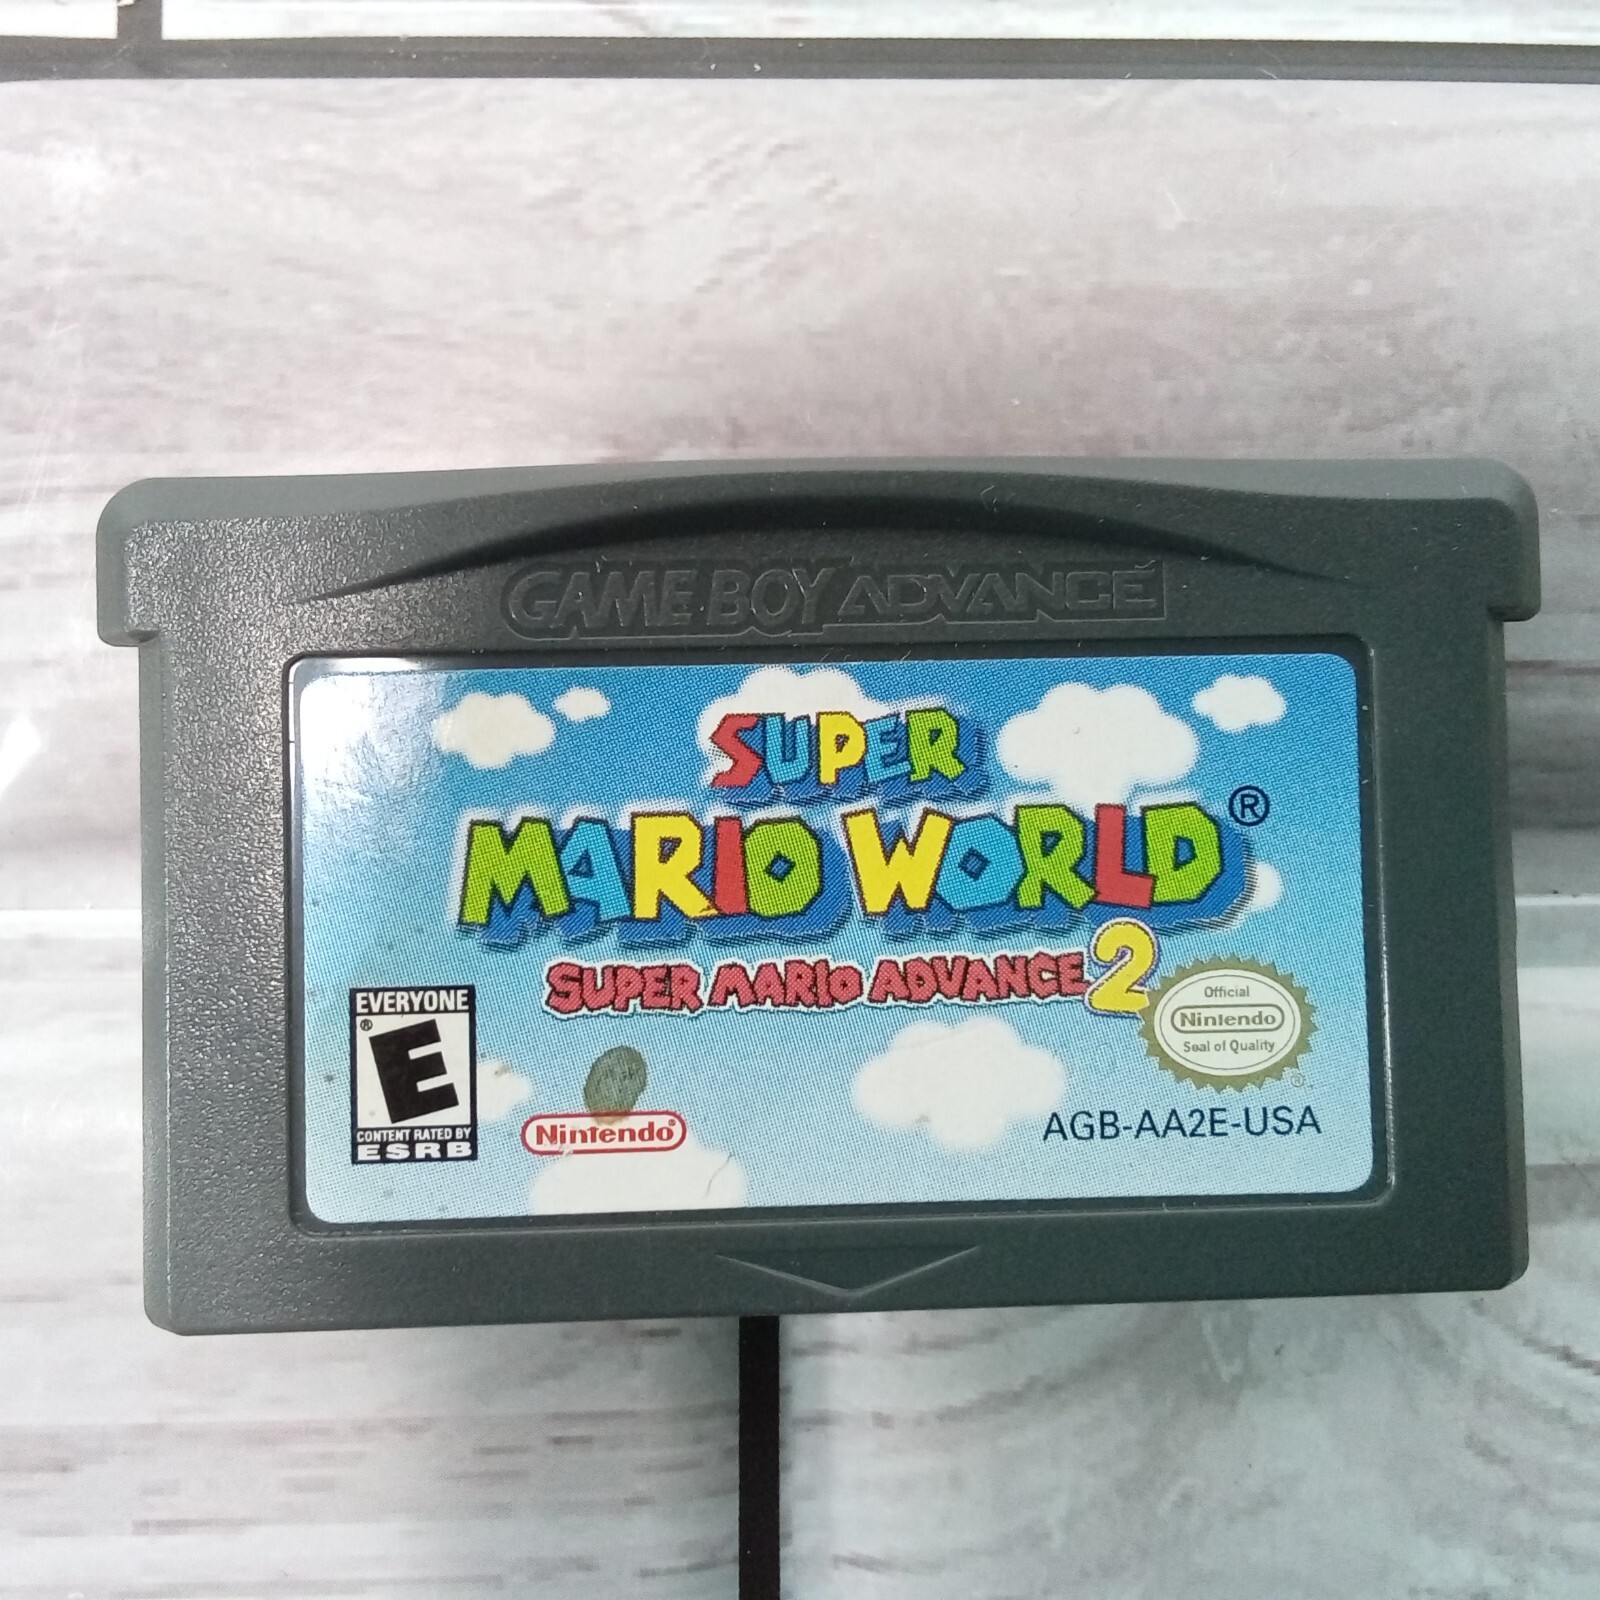 GAME BOY ADVANCE
SUPER
MARIO WORLD®
SUPER MARIO ADVANCE 2
EVERYONE
®
E
CONTENT RATED BY
ESRB
Nintendo®
Official
Nintendo
Seal of Quality
®
AGB-AA2E-USA